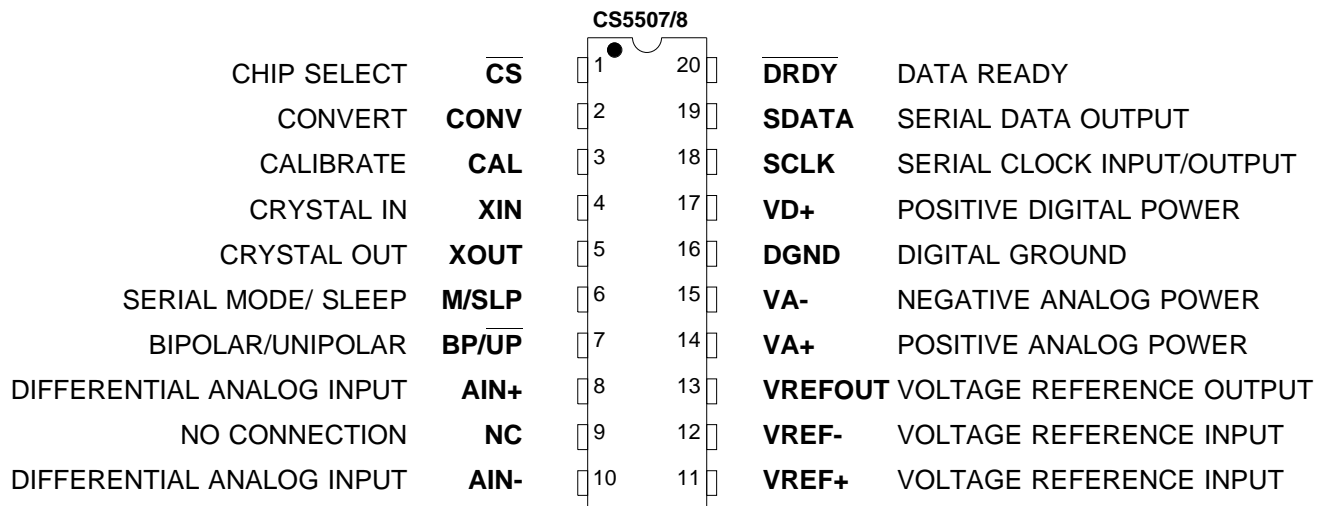 CS5507/8
CHIP SELECT CS 1 20 DRDY DATA READY
CONVERT CONV 2 19 SDATA SERIAL DATA OUTPUT
CALIBRATE CAL 3 18 SCLK SERIAL CLOCK INPUT/OUTPUT
CRYSTAL IN XIN 4 17 VD+ POSITIVE DIGITAL POWER
CRYSTAL OUT XOUT 5 16 DGND DIGITAL GROUND
SERIAL MODE/ SLEEP M/SLP 6 15 VA- NEGATIVE ANALOG POWER
BIPOLAR/UNIPOLAR BP/UP 7 14 VA+ POSITIVE ANALOG POWER
DIFFERENTIAL ANALOG INPUT AIN+ 8 13 VREFOUT VOLTAGE REFERENCE OUTPUT
NO CONNECTION NC 9 12 VREF- VOLTAGE REFERENCE INPUT
DIFFERENTIAL ANALOG INPUT AIN- 10 11 VREF+ VOLTAGE REFERENCE INPUT